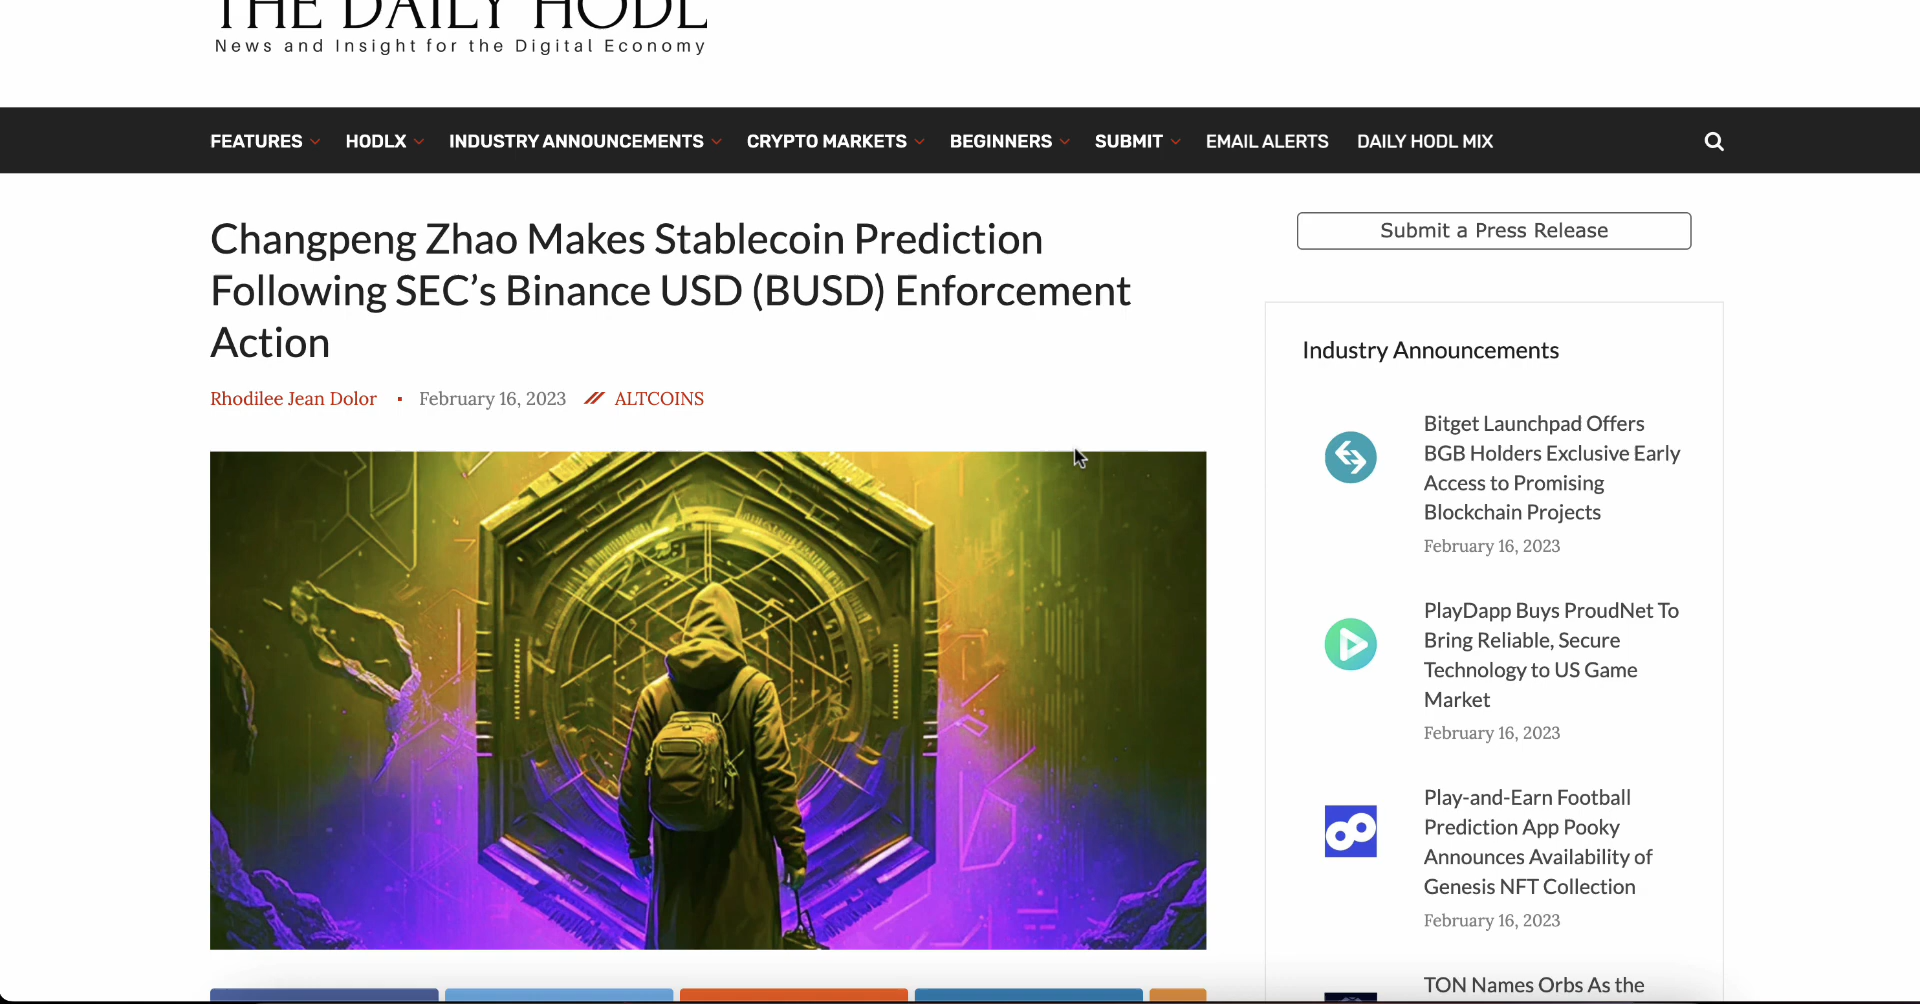 THE DAILY HODL
News and Insight for the Digital Economy
FEATURES HODLX INDUSTRY ANNOUNCEMENTS CRYPTO MARKETS BEGINNERS SUBMIT EMAIL ALERTS DAILY HODL MIX
Changpeng Zhao Makes Stablecoin Prediction
Following SEC’s Binance USD (BUSD) Enforcement
Action
Rhodilee Jean Dolor • February 16, 2023 ALTCOINS
Submit a Press Release
Industry Announcements
Bitget Launchpad Offers
BGB Holders Exclusive Early
Access to Promising
Blockchain Projects
February 16, 2023
PlayDapp Buys ProudNet To
Bring Reliable, Secure
Technology to US Game
Market
February 16, 2023
Play-and-Earn Football
Prediction App Pooky
Announces Availability of
Genesis NFT Collection
February 16, 2023
TON Names Orbs As the